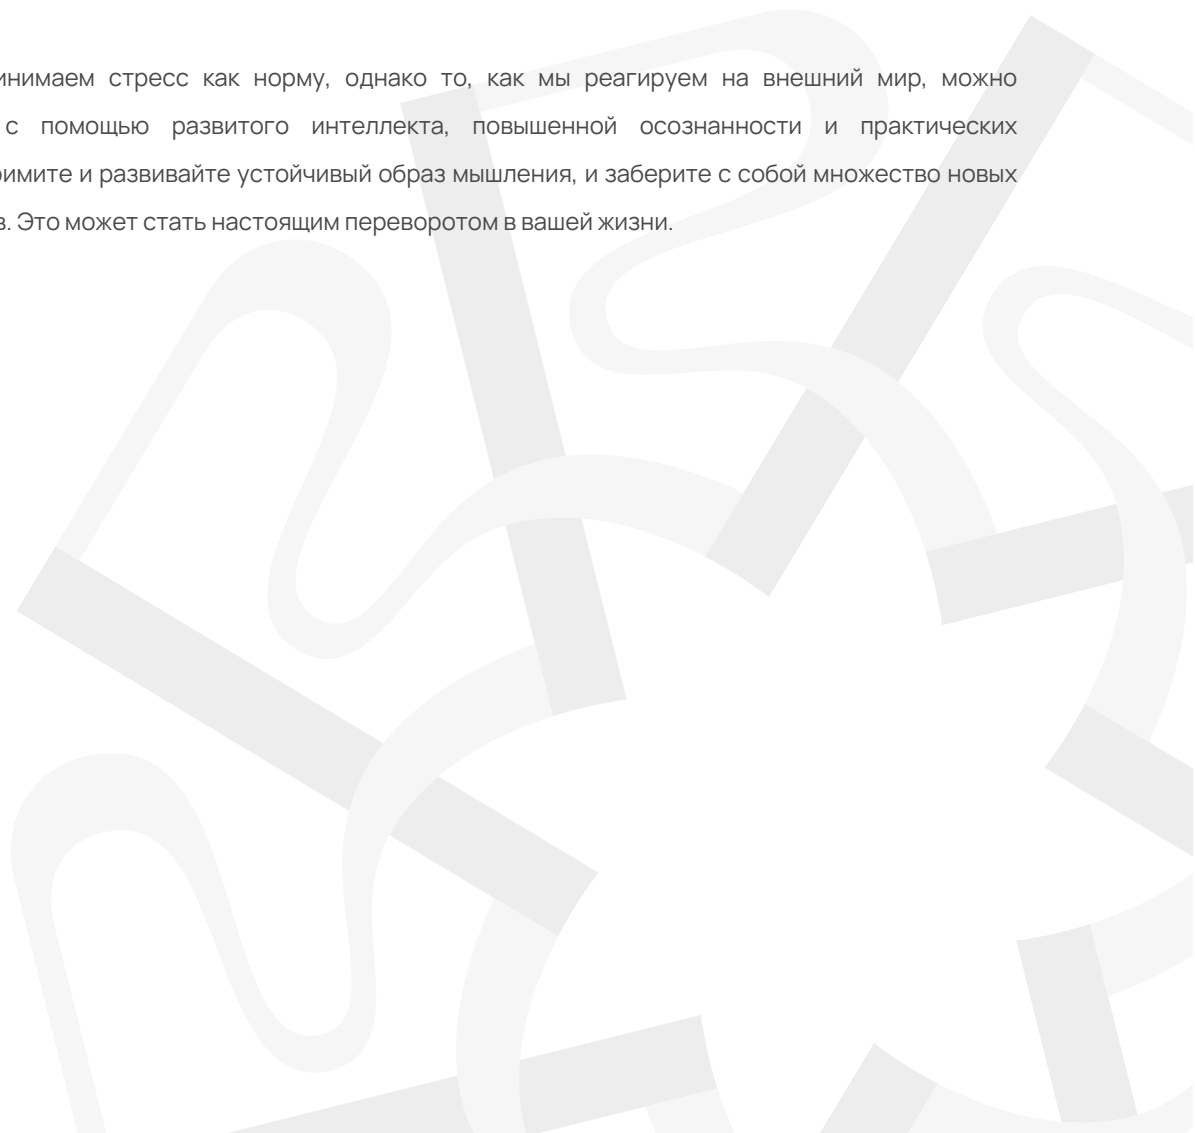 инимаем стресс как норму, однако то, как мы реагируем на внешний мир, можно
с помощью развитого интеллекта, повышенной осознанности и практических
римите и развивайте устойчивый образ мышления, и заберите с собой множество новых
в. Это может стать настоящим переворотом в вашей жизни.